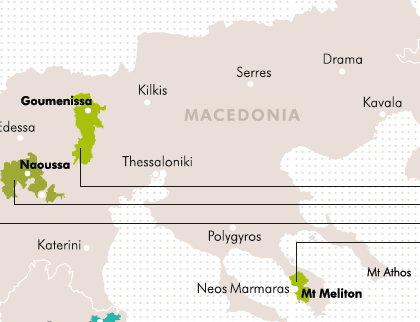 Drama
Serres
Kilkis
Goumenissa
Kavala
MACEDONIA
Edessa
Naoussa
Thessaloniki
Polygyros
Katerini
Mt Athos
Neos Marmaras
Mt Meliton